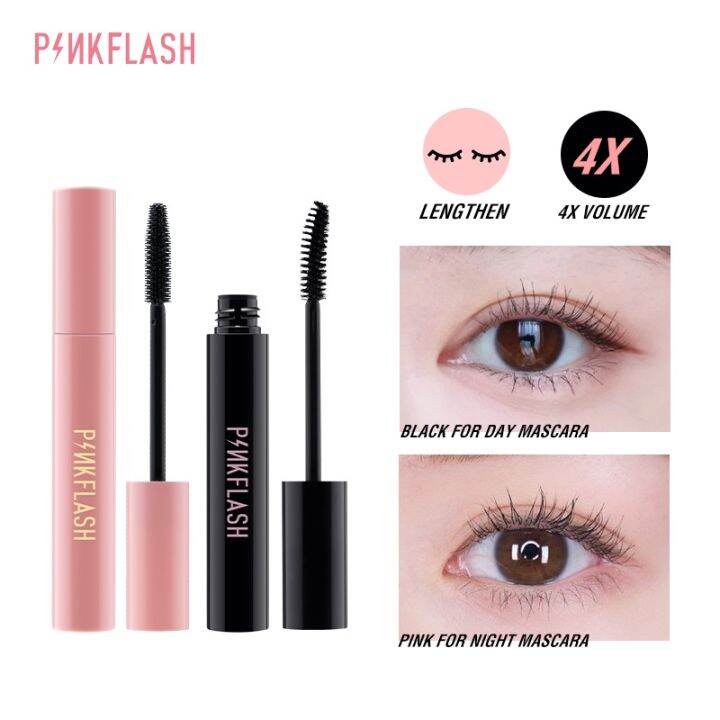 PINKFLASH
4X
LENGTHEN
4X VOLUME
PINKFLASH
PINKFLASH
BLACK FOR DAY MASCARA
PINK FOR NIGHT MASCARA